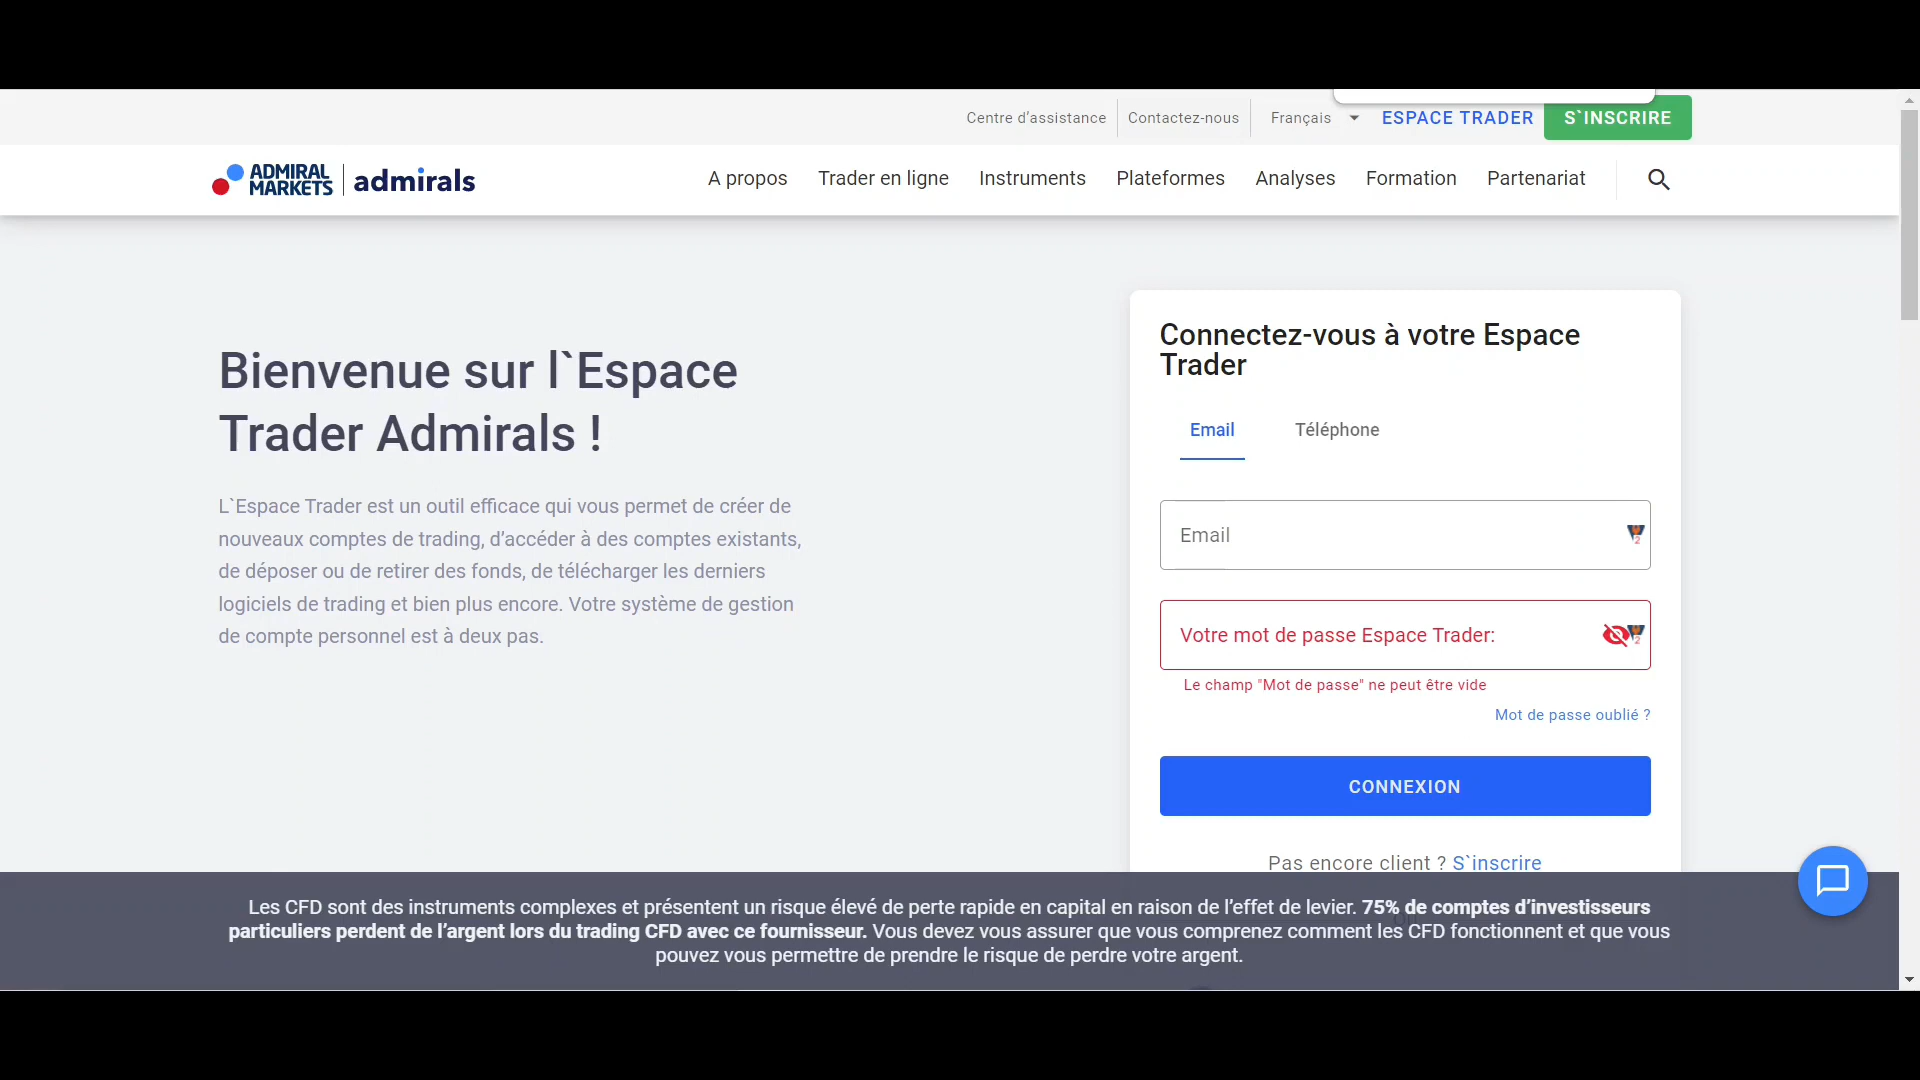 Centre d'assistance
Contactez-nous
Français
ESPACE TRADER
S`INSCRIRE
ADMIRAL
MARKETS
admirals
A propos
Trader en ligne
Instruments
Plateformes
Analyses
Formation
Partenariat
Bienvenue sur l`Espace
Trader Admirals !
L`Espace Trader est un outil efficace qui vous permet de créer de
nouveaux comptes de trading, d’accéder à des comptes existants,
de déposer ou de retirer des fonds, de télécharger les derniers
logiciels de trading et bien plus encore. Votre système de gestion
de compte personnel est à deux pas.
Connectez-vous à votre Espace
Trader
Email
Téléphone
Email
2
Votre mot de passe Espace Trader:
2
Le champ "Mot de passe" ne peut être vide
Mot de passe oublié ?
CONNEXION
Pas encore client ? S`inscrire
Les CFD sont des instruments complexes et présentent un risque élevé de perte rapide en capital en raison de l’effet de levier. 75% de comptes d’investisseurs
particuliers perdent de l’argent lors du trading CFD avec ce fournisseur. Vous devez vous assurer que vous comprenez comment les CFD fonctionnent et que vous
pouvez vous permettre de prendre le risque de perdre votre argent.